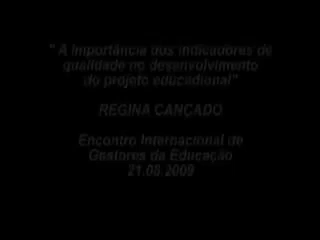 " A importância dos indicadores de
qualidade no desenvolvimento
do projeto educadional"
REGINA CANÇADO
Encontro Internacional de
Gestores da Educação
21.08.2009